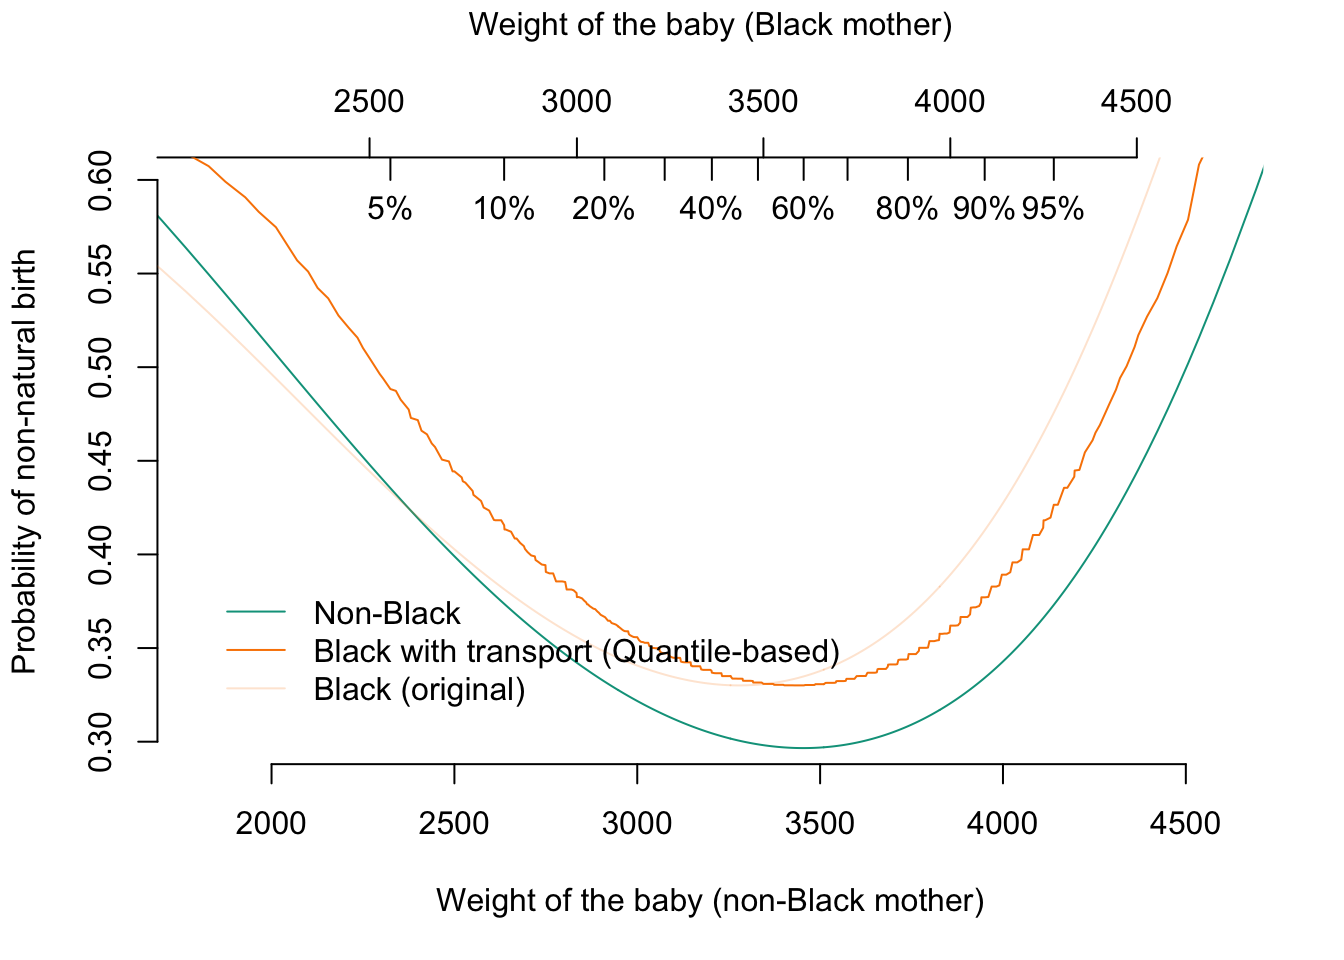 Weight of the baby (Black mother)
2500 3000 3500 4000 4500
5% 10% 20% 40% 60% 80% 90% 95%
Probability of non-natural birth
0.60
0.55
0.50
0.45
0.40
0.35
0.30
Non-Black
Black with transport (Quantile-based)
Black (original)
2000 2500 3000 3500 4000 4500
Weight of the baby (non-Black mother)